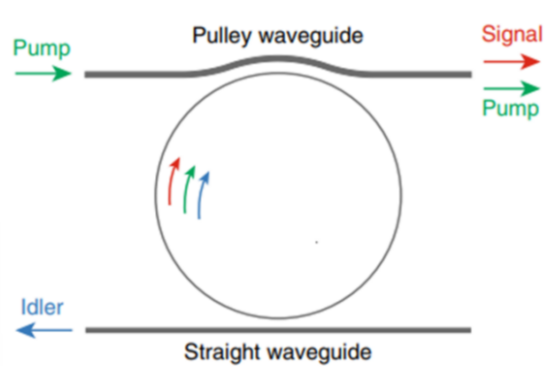 Pulley waveguide
Signal
Pump
Pump
Idler
Straight waveguide